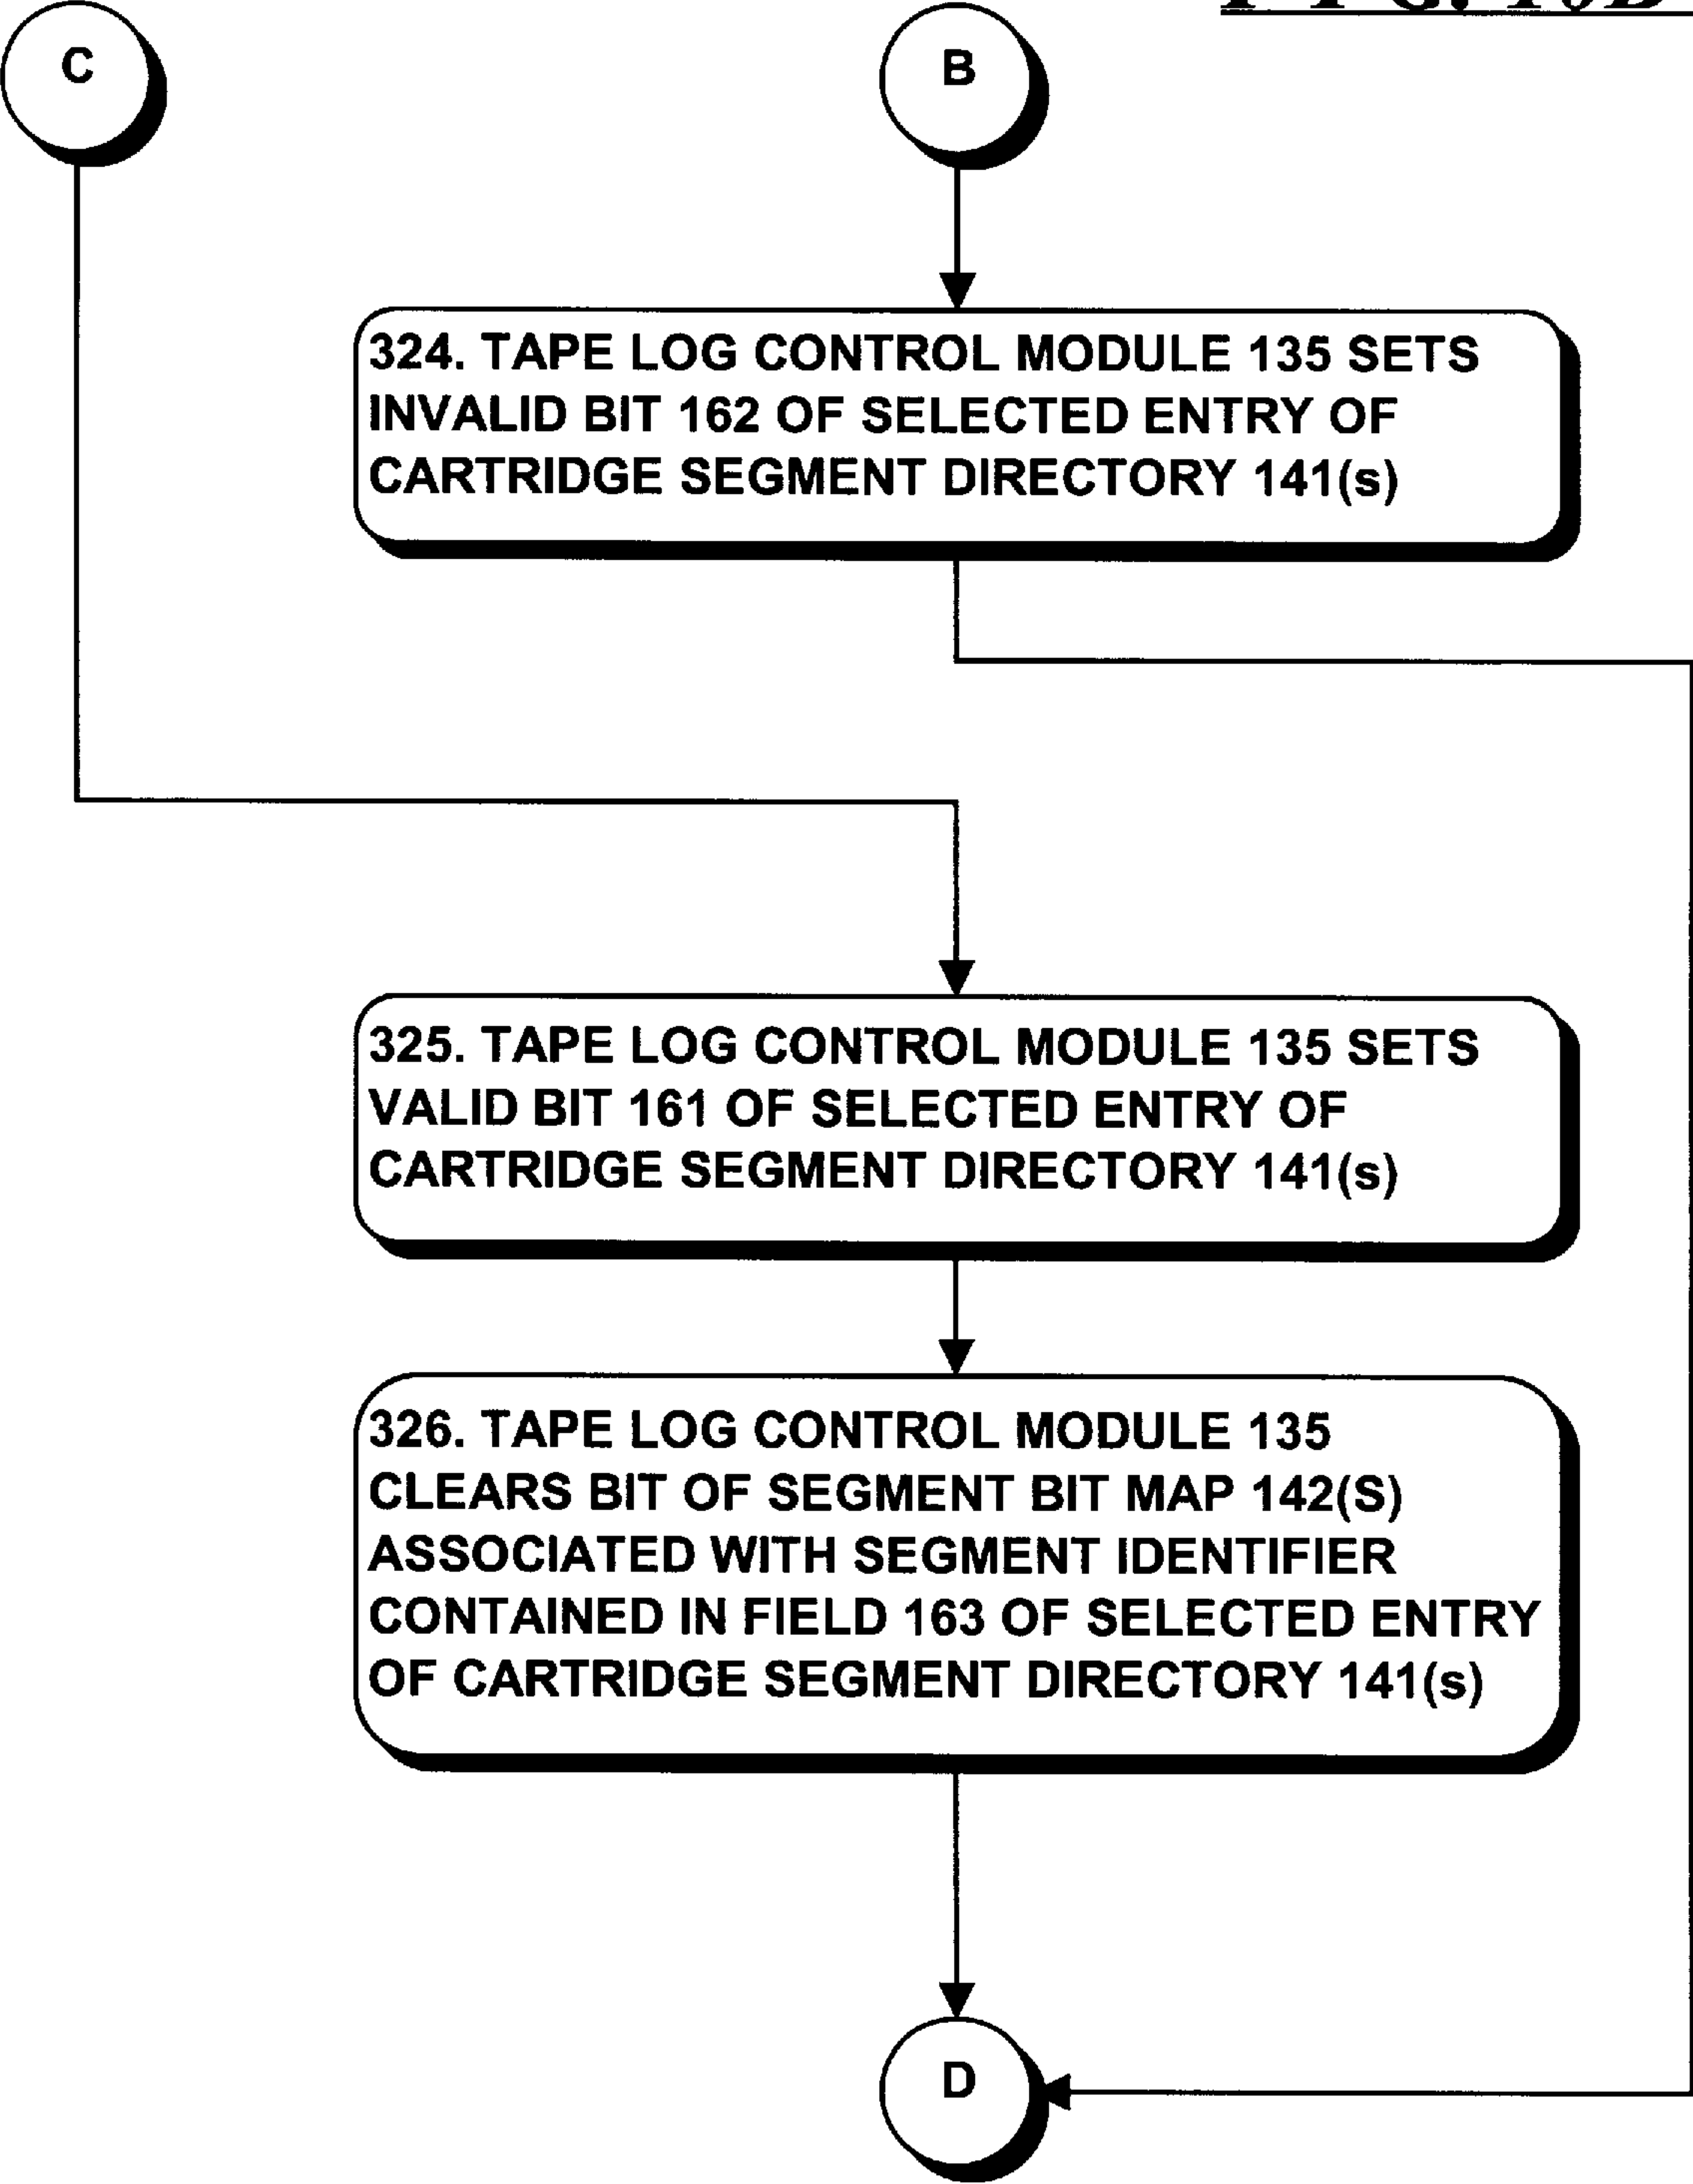 C
B
324. TAPE LOG CONTROL MODULE 135 SETS
INVALID BIT 162 OF SELECTED ENTRY OF
CARTRIDGE SEGMENT DIRECTORY 141(s)
325. TAPE LOG CONTROL MODULE 135 SETS
VALID BIT 161 OF SELECTED ENTRY OF
CARTRIDGE SEGMENT DIRECTORY 141(s)
326. TAPE LOG CONTROL MODULE 135
CLEARS BIT OF SEGMENT BIT MAP 142(S)
ASSOCIATED WITH SEGMENT IDENTIFIER
CONTAINED IN FIELD 163 OF SELECTED ENTRY
OF CARTRIDGE SEGMENT DIRECTORY 141(s)
D